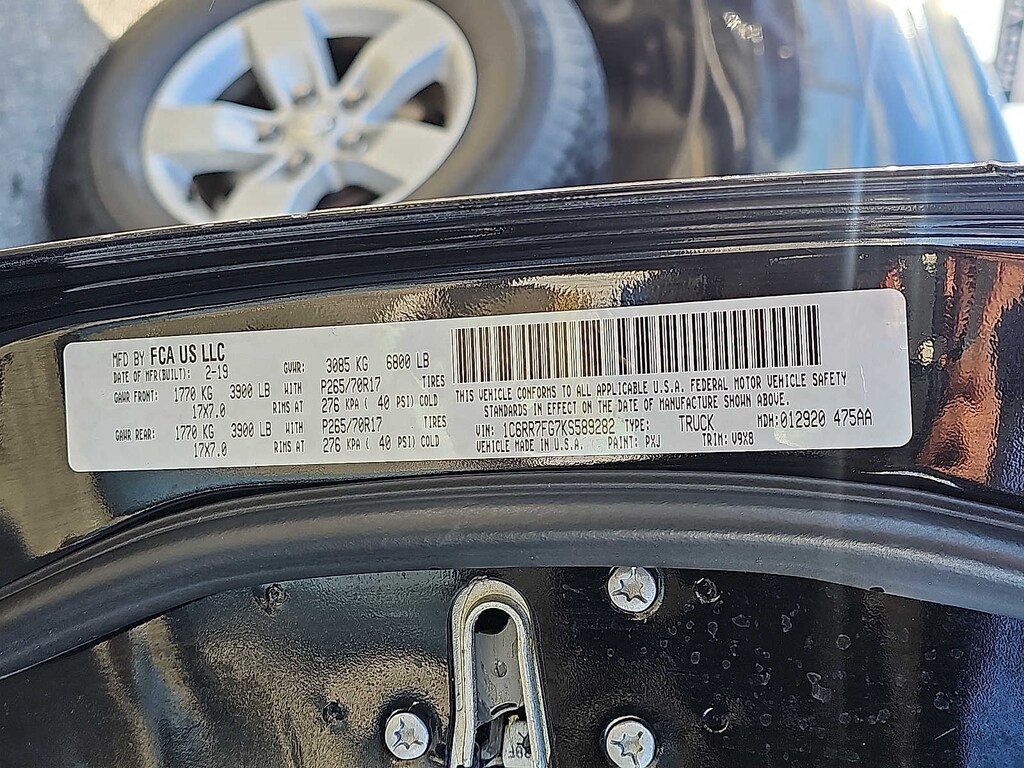 MFD BY FCA US LLC
DATE OF MFR(BUILT): 2-19 GVWR: 3085 KG 6800 LB
GAWR FRONT: 1770 KG 3900 LB WITH P265/70R17 TIRES
17X7.0 RIMS AT 276 KPA ( 40 PSI) COLD
GAWR REAR: 1770 KG 3900 LB WITH P265/70R17 TIRES
17X7.0 RIMS AT 276 KPA ( 40 PSI) COLD
THIS VEHICLE CONFORMS TO ALL APPLICABLE U.S.A. FEDERAL MOTOR VEHICLE SAFETY
STANDARDS IN EFFECT ON THE DATE OF MANUFACTURE SHOWN ABOVE.
VIN: 1C6RR7FG7KS589282 TYPE: TRUCK MDH:012920 475AA
VEHICLE MADE IN U.S.A. PAINT: PXJ TRIM: V9X8